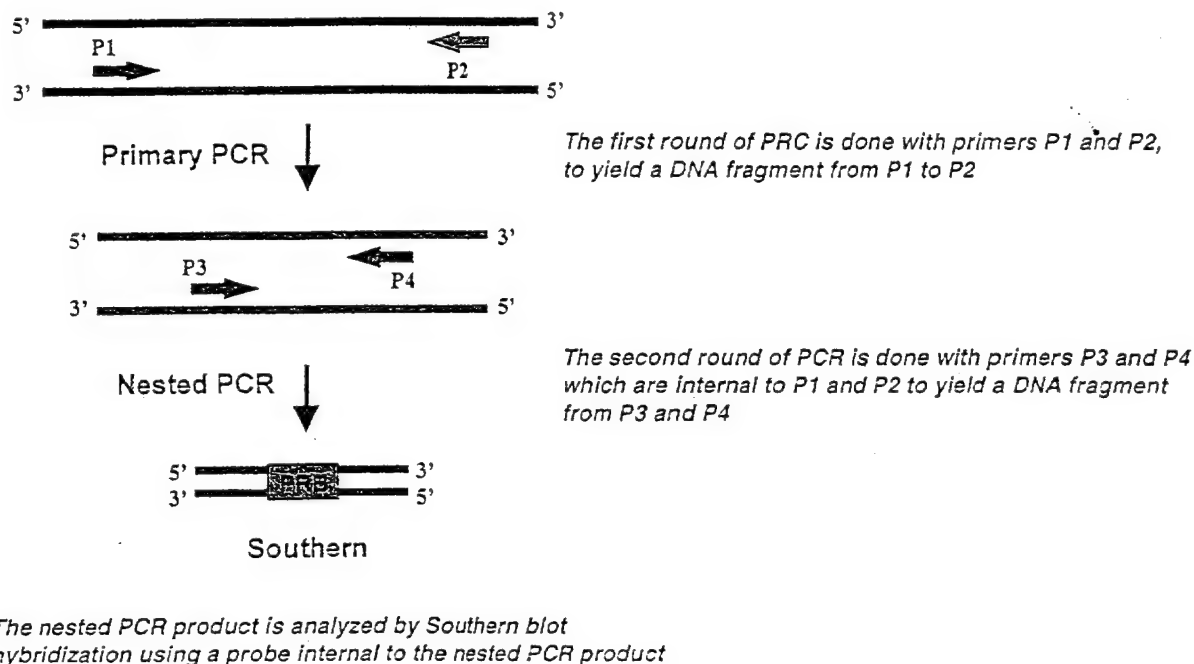 5' 3'
P1
P2
3' 5'
Primary PCR
The first round of PRC is done with primers P1 and P2,
to yield a DNA fragment from P1 to P2
5' 3'
P3
P4
3' 5'
Nested PCR
The second round of PCR is done with primers P3 and P4
which are internal to P1 and P2 to yield a DNA fragment
from P3 and P4
5' 3'
3' 5'
Southern
The nested PCR product is analyzed by Southern blot
hybridization using a probe internal to the nested PCR product